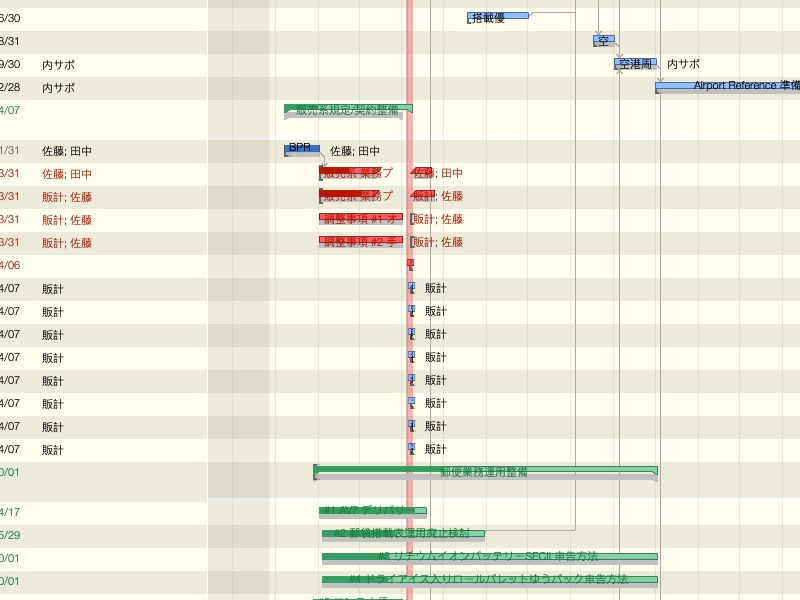 6/30 搭載優
8/31 空
9/30 内サポ 空港周 内サポ
2/28 内サポ Airport Reference 準備
4/07 販売系規定/契約整備
1/31 佐藤; 田中 BPR 佐藤; 田中
3/31 佐藤; 田中 販売系 業務プ 佐藤; 田中
3/31 販計; 佐藤 販売系 業務プ 販計; 佐藤
3/31 販計; 佐藤 調整事項 #1 オ 販計; 佐藤
3/31 販計; 佐藤 調整事項 #2 手 販計; 佐藤
4/06
4/07 販計 販計
4/07 販計 販計
4/07 販計 販計
4/07 販計 販計
4/07 販計 販計
4/07 販計 販計
4/07 販計 販計
4/07 販計 販計
0/01 郵便業務運用整備
4/17 #1 AV7 デリバリー
5/29 #2 郵袋搭載表運用廃止検討
0/01 #3 リチウムイオンバッテリーSECII 申告方法
0/01 #4 ドライアイス入りロールパレットゆうパック申告方法